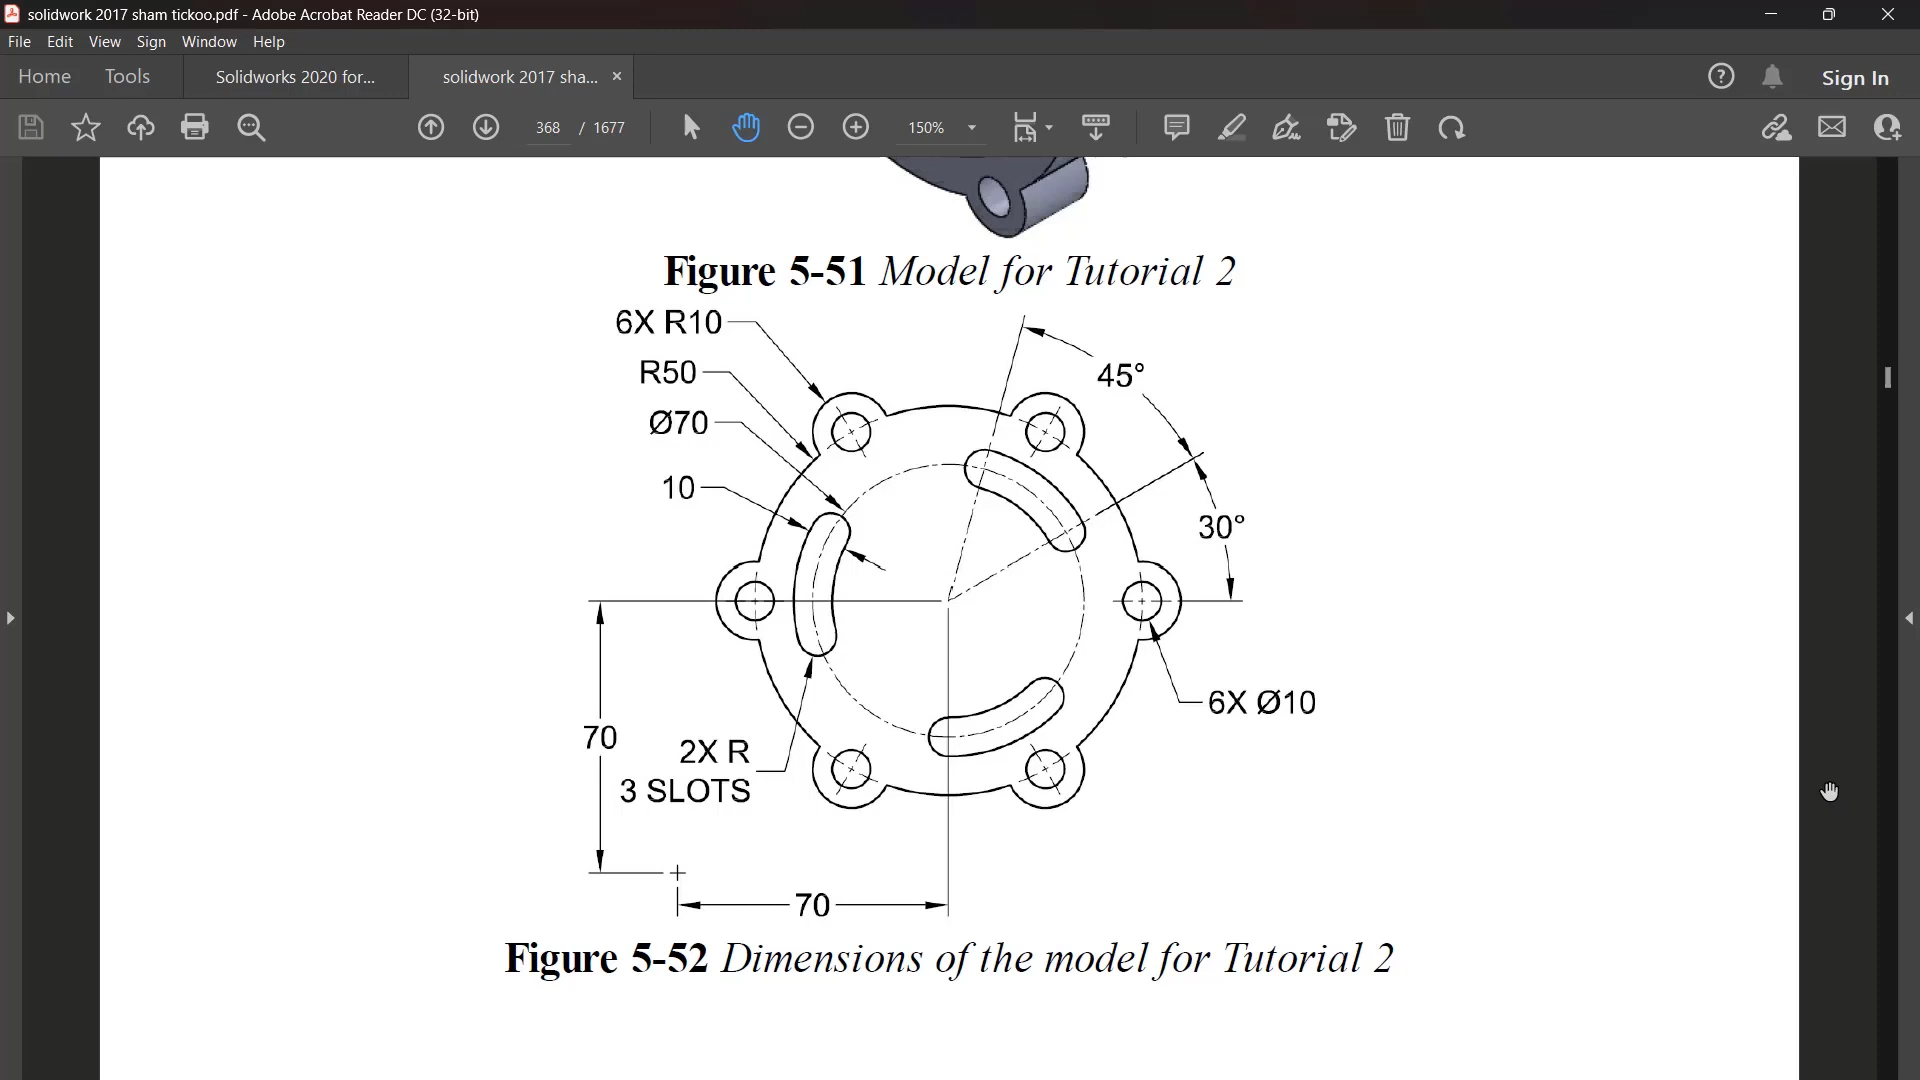 solidwork 2017 sham tickoo.pdf - Adobe Acrobat Reader DC (32-bit)
File Edit View Sign Window Help
Home Tools Solidworks 2020 for... solidwork 2017 sha... × Sign In
368 / 1677 150%
Figure 5-51 Model for Tutorial 2
6X R10
R50
Ø70
10
45°
30°
6X Ø10
70
2X R
3 SLOTS
70
Figure 5-52 Dimensions of the model for Tutorial 2